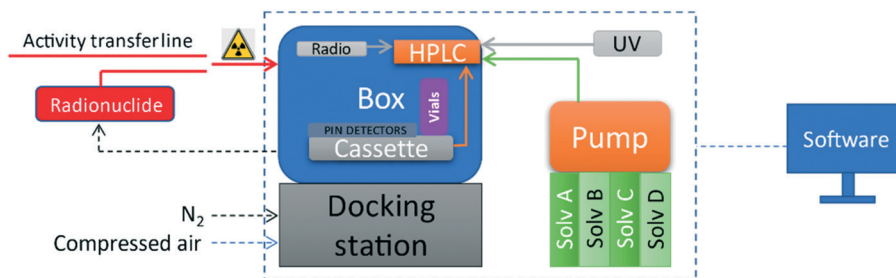 Activity transfer line
Radio
HPLC
UV
Radionuclide
Box
Vials
PIN DETECTORS
Cassette
Pump
Software
Solv A
Solv B
Solv C
Solv D
N₂
Compressed air
Docking
station